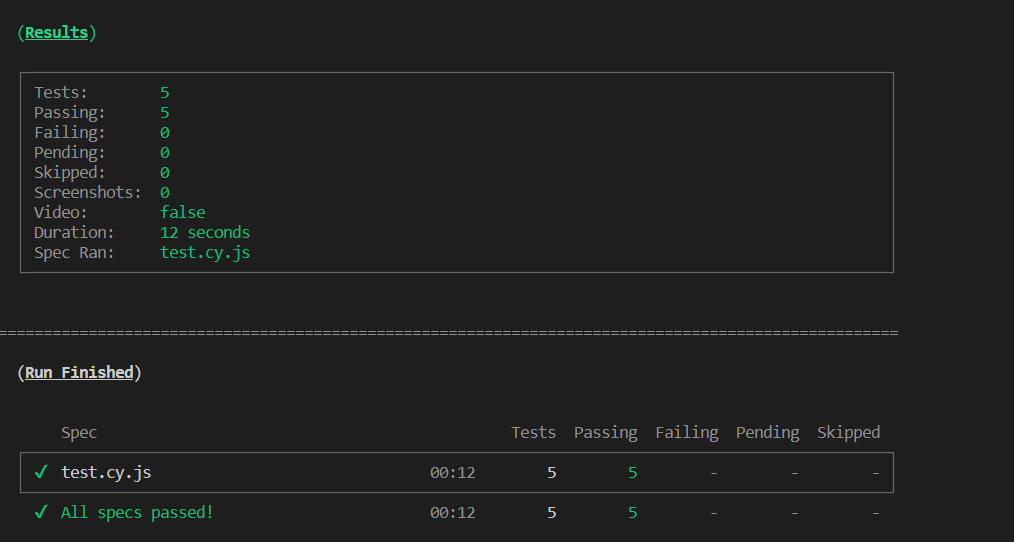 (Results)
Tests: 5
Passing: 5
Failing: 0
Pending: 0
Skipped: 0
Screenshots: 0
Video: false
Duration: 12 seconds
Spec Ran: test.cy.js
====================================================================================================
(Run Finished)
Spec Tests Passing Failing Pending Skipped
✔ test.cy.js 00:12 5 5 - - -
✔ All specs passed! 00:12 5 5 - - -